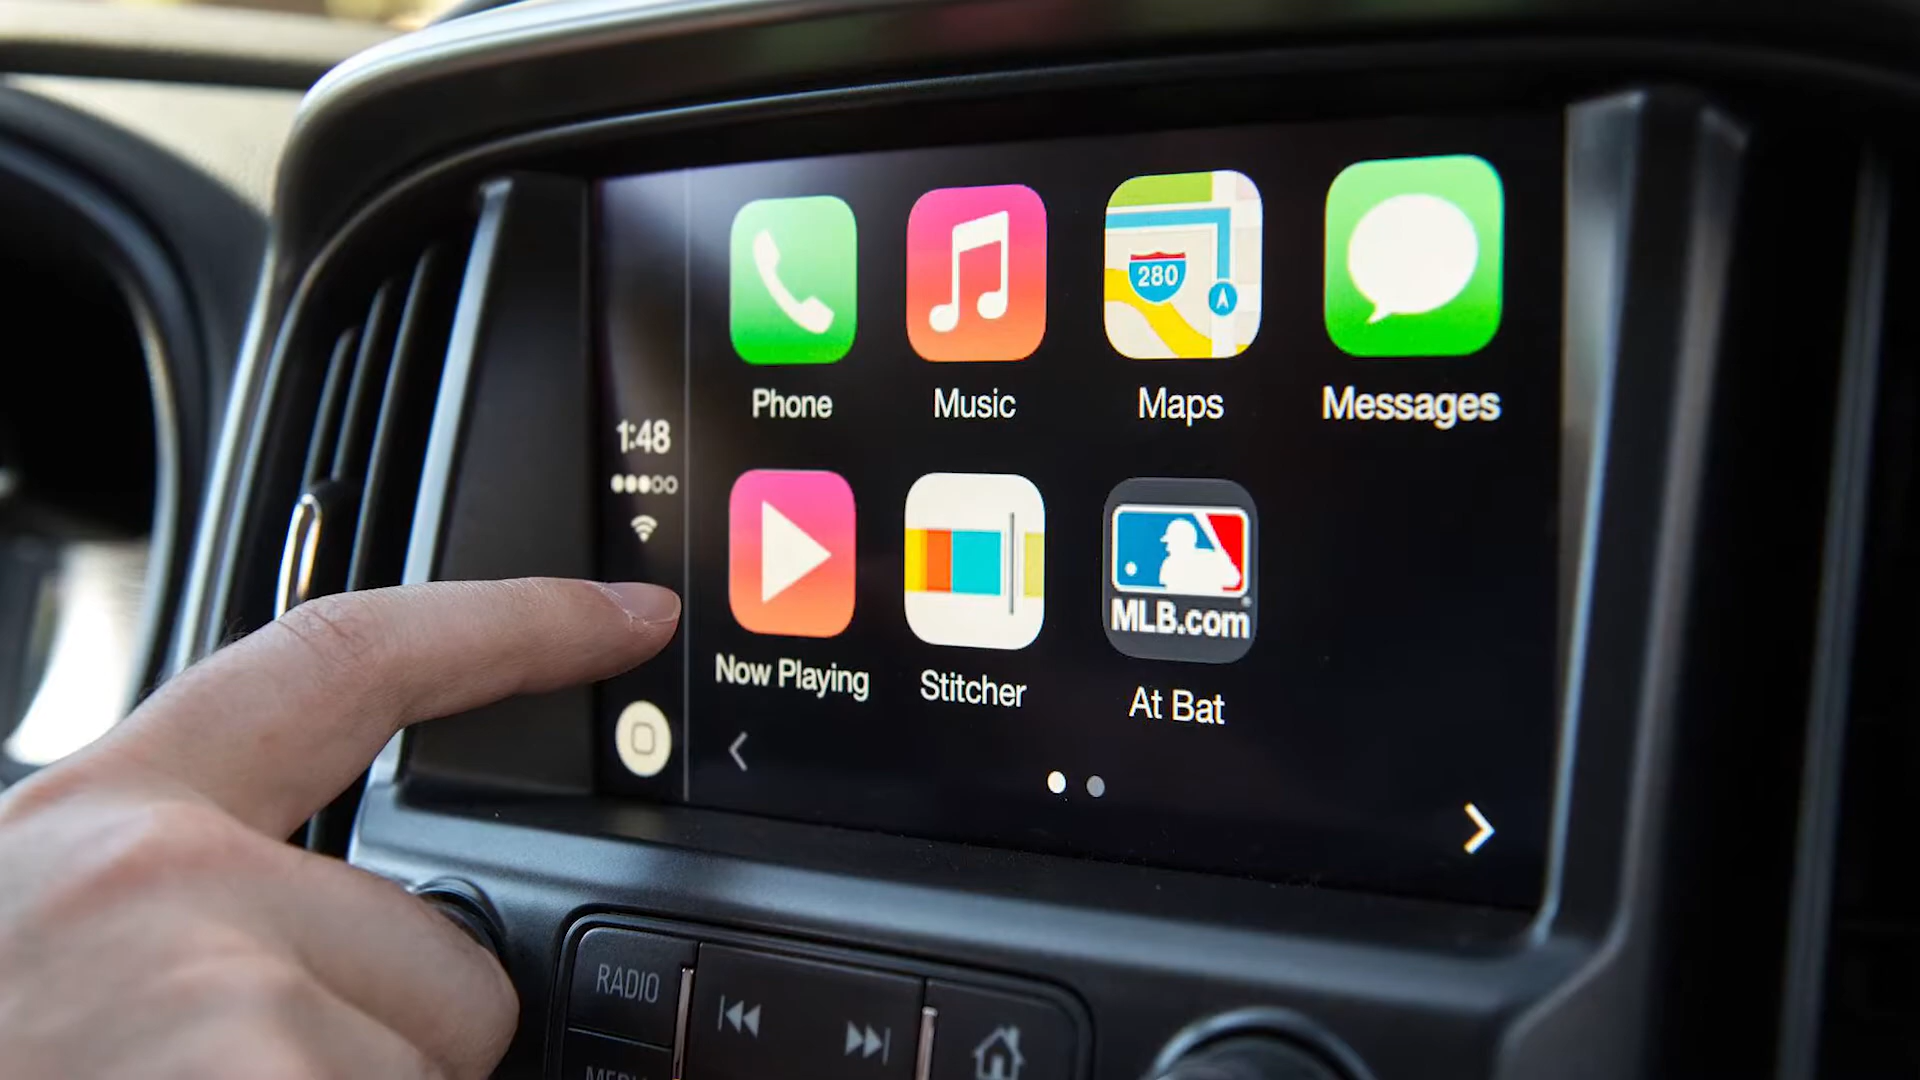 280
Phone
Music
Maps
Messages
1:48
MLB.com
Now Playing
Stitcher
At Bat
RADIO